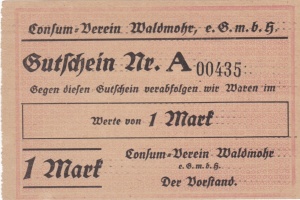 Consum-Verein Waldmohr, e.G.m.b.H.
Gutschein Nr. A 00435
Gegen diesen Gutschein verabfolgen wir Waren im
Werte von 1 Mark
1 Mark
Consum-Verein Waldmohr
e.G.m.b.H.
Der Vorstand.